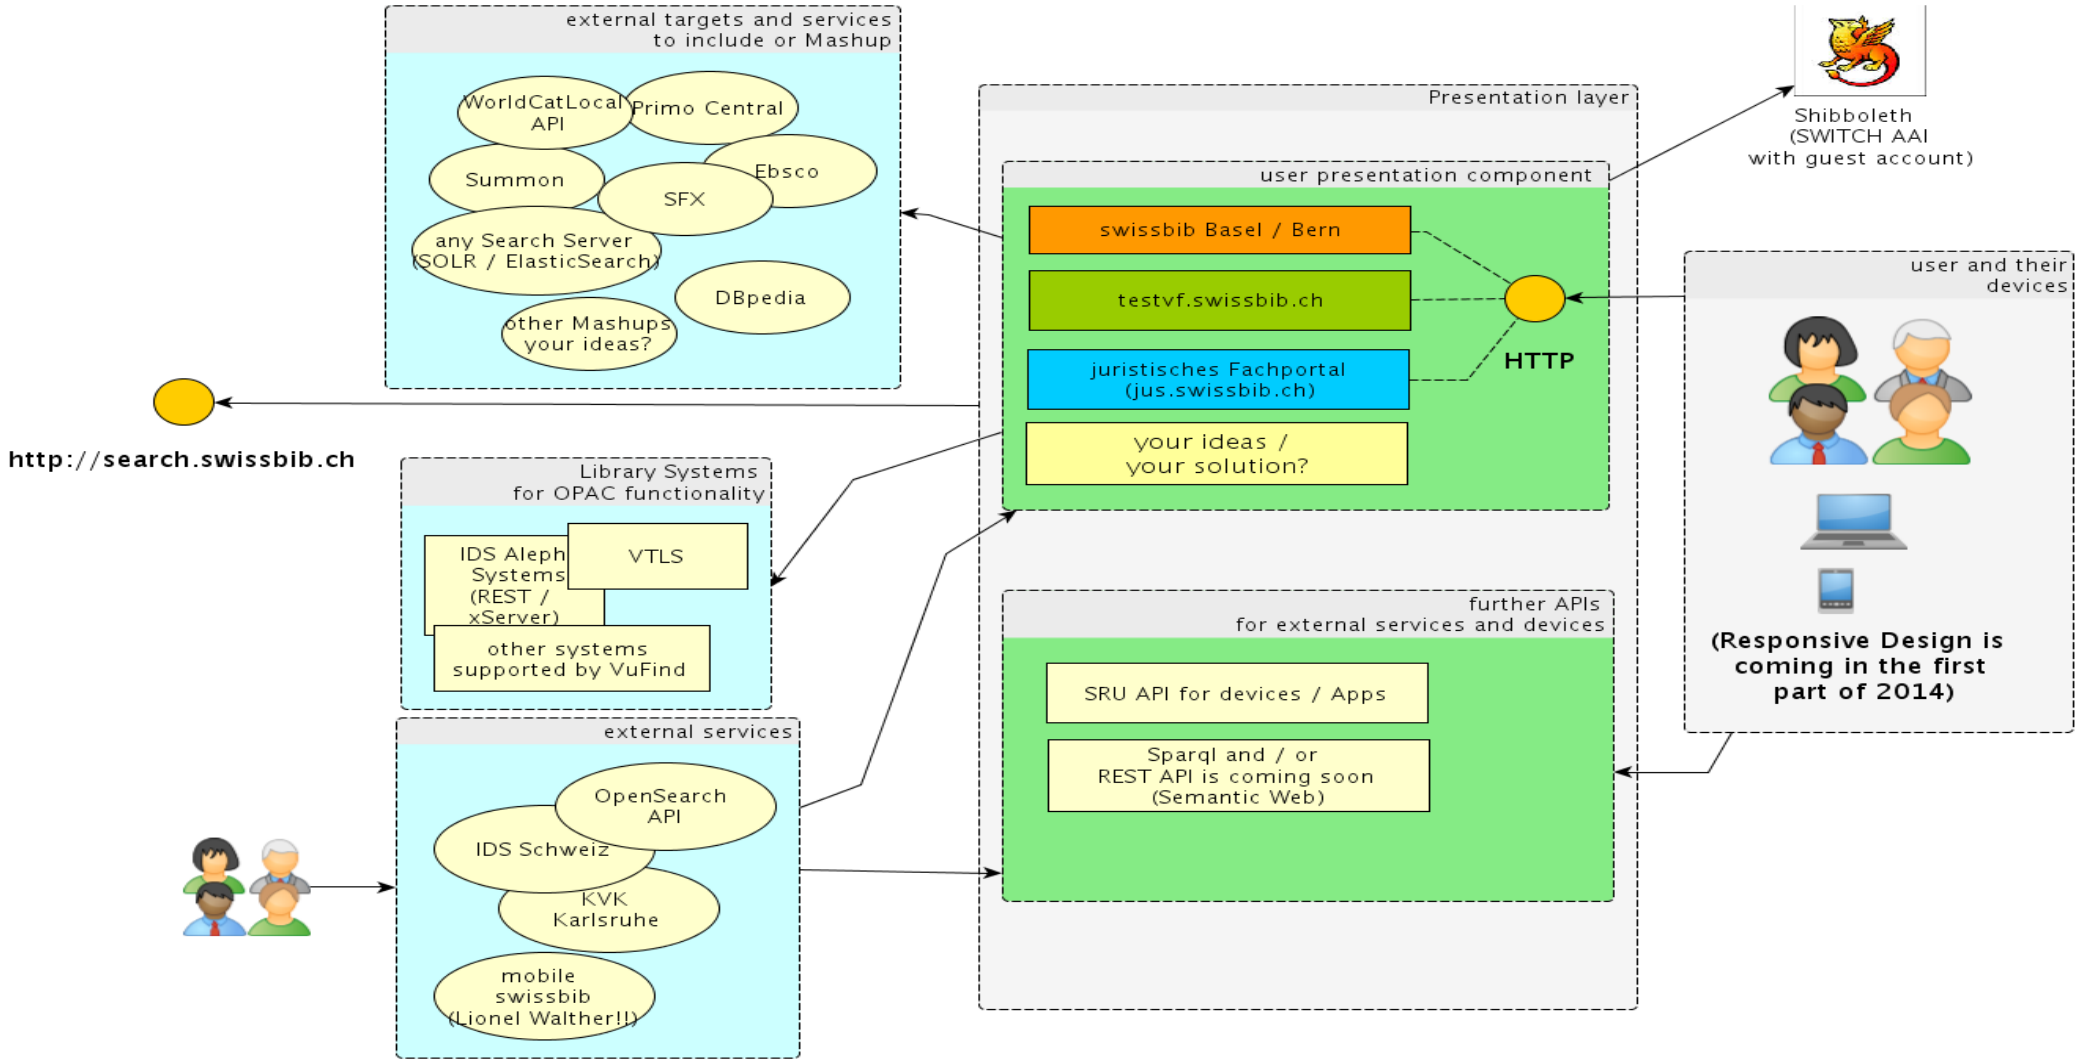 external targets and services
to include or Mashup
WorldCatLocal
API
Primo Central
Summon
Ebsco
SFX
any Search Server
(SOLR / ElasticSearch)
DBpedia
other Mashups
your ideas?
http://search.swissbib.ch
Library Systems
for OPAC functionality
IDS Aleph
Systems
(REST /
xServer)
VTLS
other systems
supported by VuFind
external services
OpenSearch
API
IDS Schweiz
KVK
Karlsruhe
mobile
swissbib
(Lionel Walther!!)
Presentation layer
user presentation component
swissbib Basel / Bern
testvf.swissbib.ch
juristisches Fachportal
(jus.swissbib.ch)
your ideas /
your solution?
HTTP
further APIs
for external services and devices
SRU API for devices / Apps
Sparql and / or
REST API is coming soon
(Semantic Web)
Shibboleth
(SWITCH AAI
with guest account)
user and their
devices
(Responsive Design is
coming in the first
part of 2014)